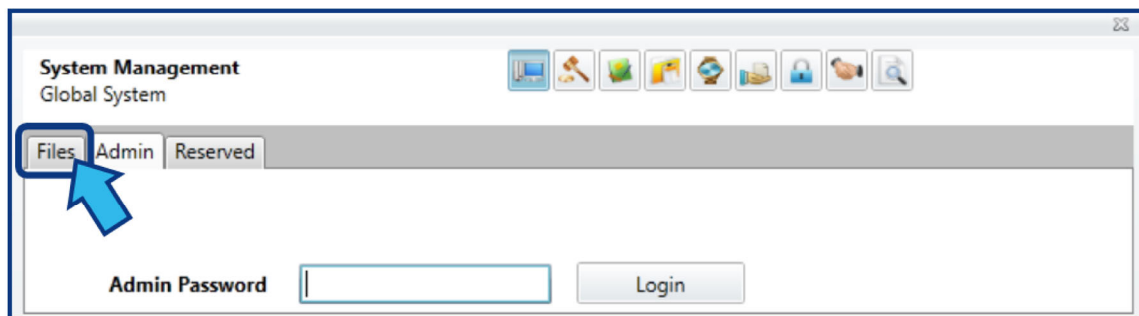 System Management
Global System
Files Admin Reserved
Admin Password Login